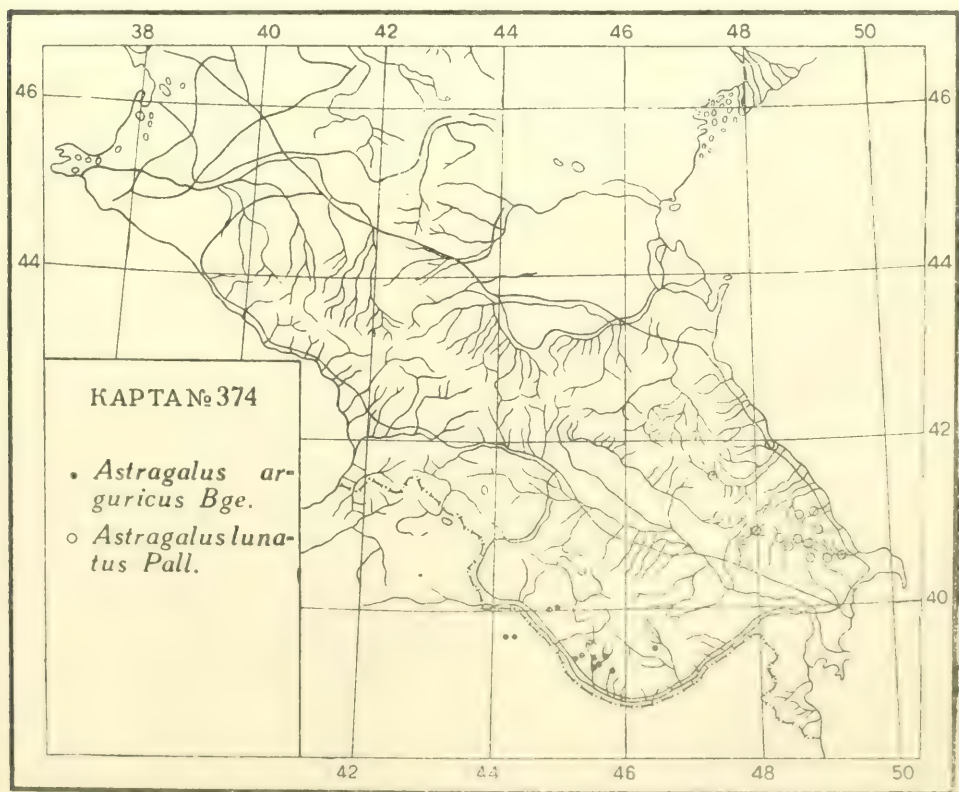 38 40 42 44 46 48 50
46 46
44 44
КАРТА № 374
42
• Astragalus ar-
guricus Bge.
○ Astragalus luna-
tus Pall.
40
42 44 46 48 50